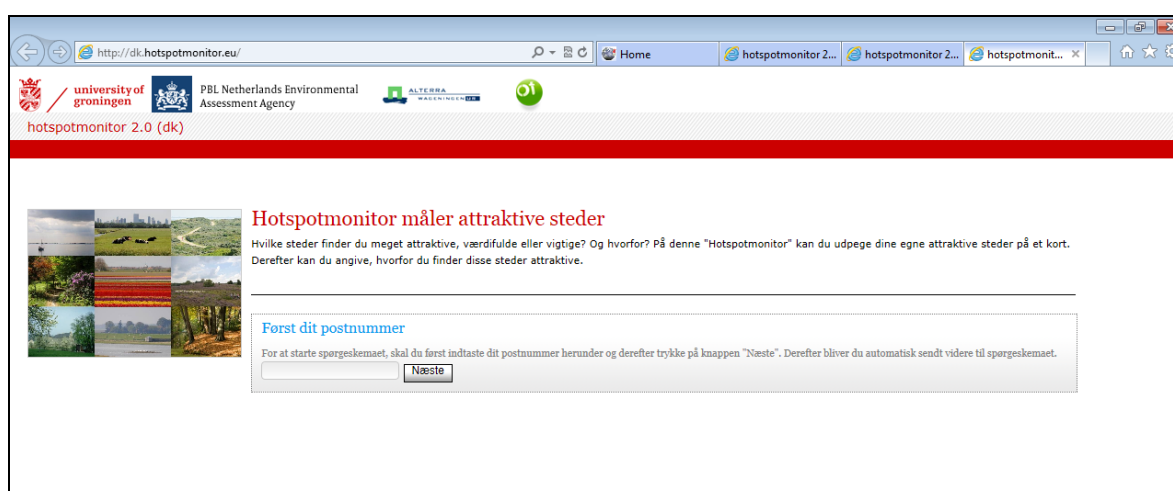 http://dk.hotspotmonitor.eu/
Home
hotspotmonitor 2...
hotspotmonitor 2...
hotspotmonit...
university of
groningen
PBL Netherlands Environmental
Assessment Agency
ALTERRA
WAGENINGEN UR
oi
hotspotmonitor 2.0 (dk)
Hotspotmonitor måler attraktive steder
Hvilke steder finder du meget attraktive, værdifulde eller vigtige? Og hvorfor? På denne "Hotspotmonitor" kan du udpege dine egne attraktive steder på et kort.
Derefter kan du angive, hvorfor du finder disse steder attraktive.
Først dit postnummer
For at starte spørgeskemaet, skal du først indtaste dit postnummer herunder og derefter trykke på knappen "Næste". Derefter bliver du automatisk sendt videre til spørgeskemaet.
Næste